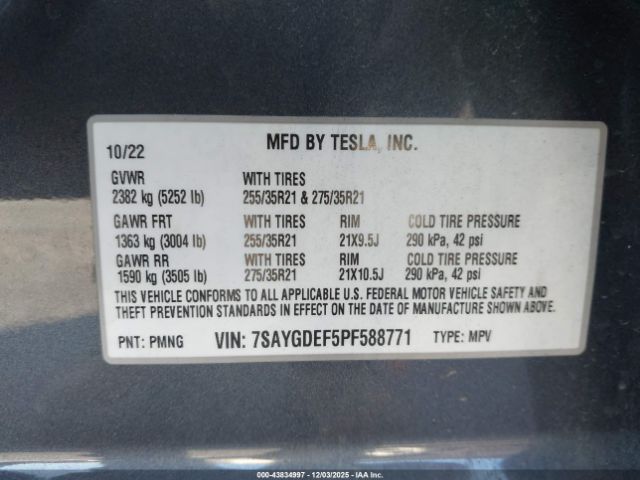 MFD BY TESLA, INC.
10/22
GVWR WITH TIRES
2382 kg (5252 lb) 255/35R21 & 275/35R21
GAWR FRT WITH TIRES RIM COLD TIRE PRESSURE
1363 kg (3004 lb) 255/35R21 21X9.5J 290 kPa, 42 psi
GAWR RR WITH TIRES RIM COLD TIRE PRESSURE
1590 kg (3505 lb) 275/35R21 21X10.5J 290 kPa, 42 psi
THIS VEHICLE CONFORMS TO ALL APPLICABLE U.S. FEDERAL MOTOR VEHICLE SAFETY AND
THEFT PREVENTION STANDARDS IN EFFECT ON THE DATE OF MANUFACTURE SHOWN ABOVE.
PNT: PMNG VIN: 7SAYGDEF5PF588771 TYPE: MPV
000-43834997 - 12/03/2025 - IAA Inc.